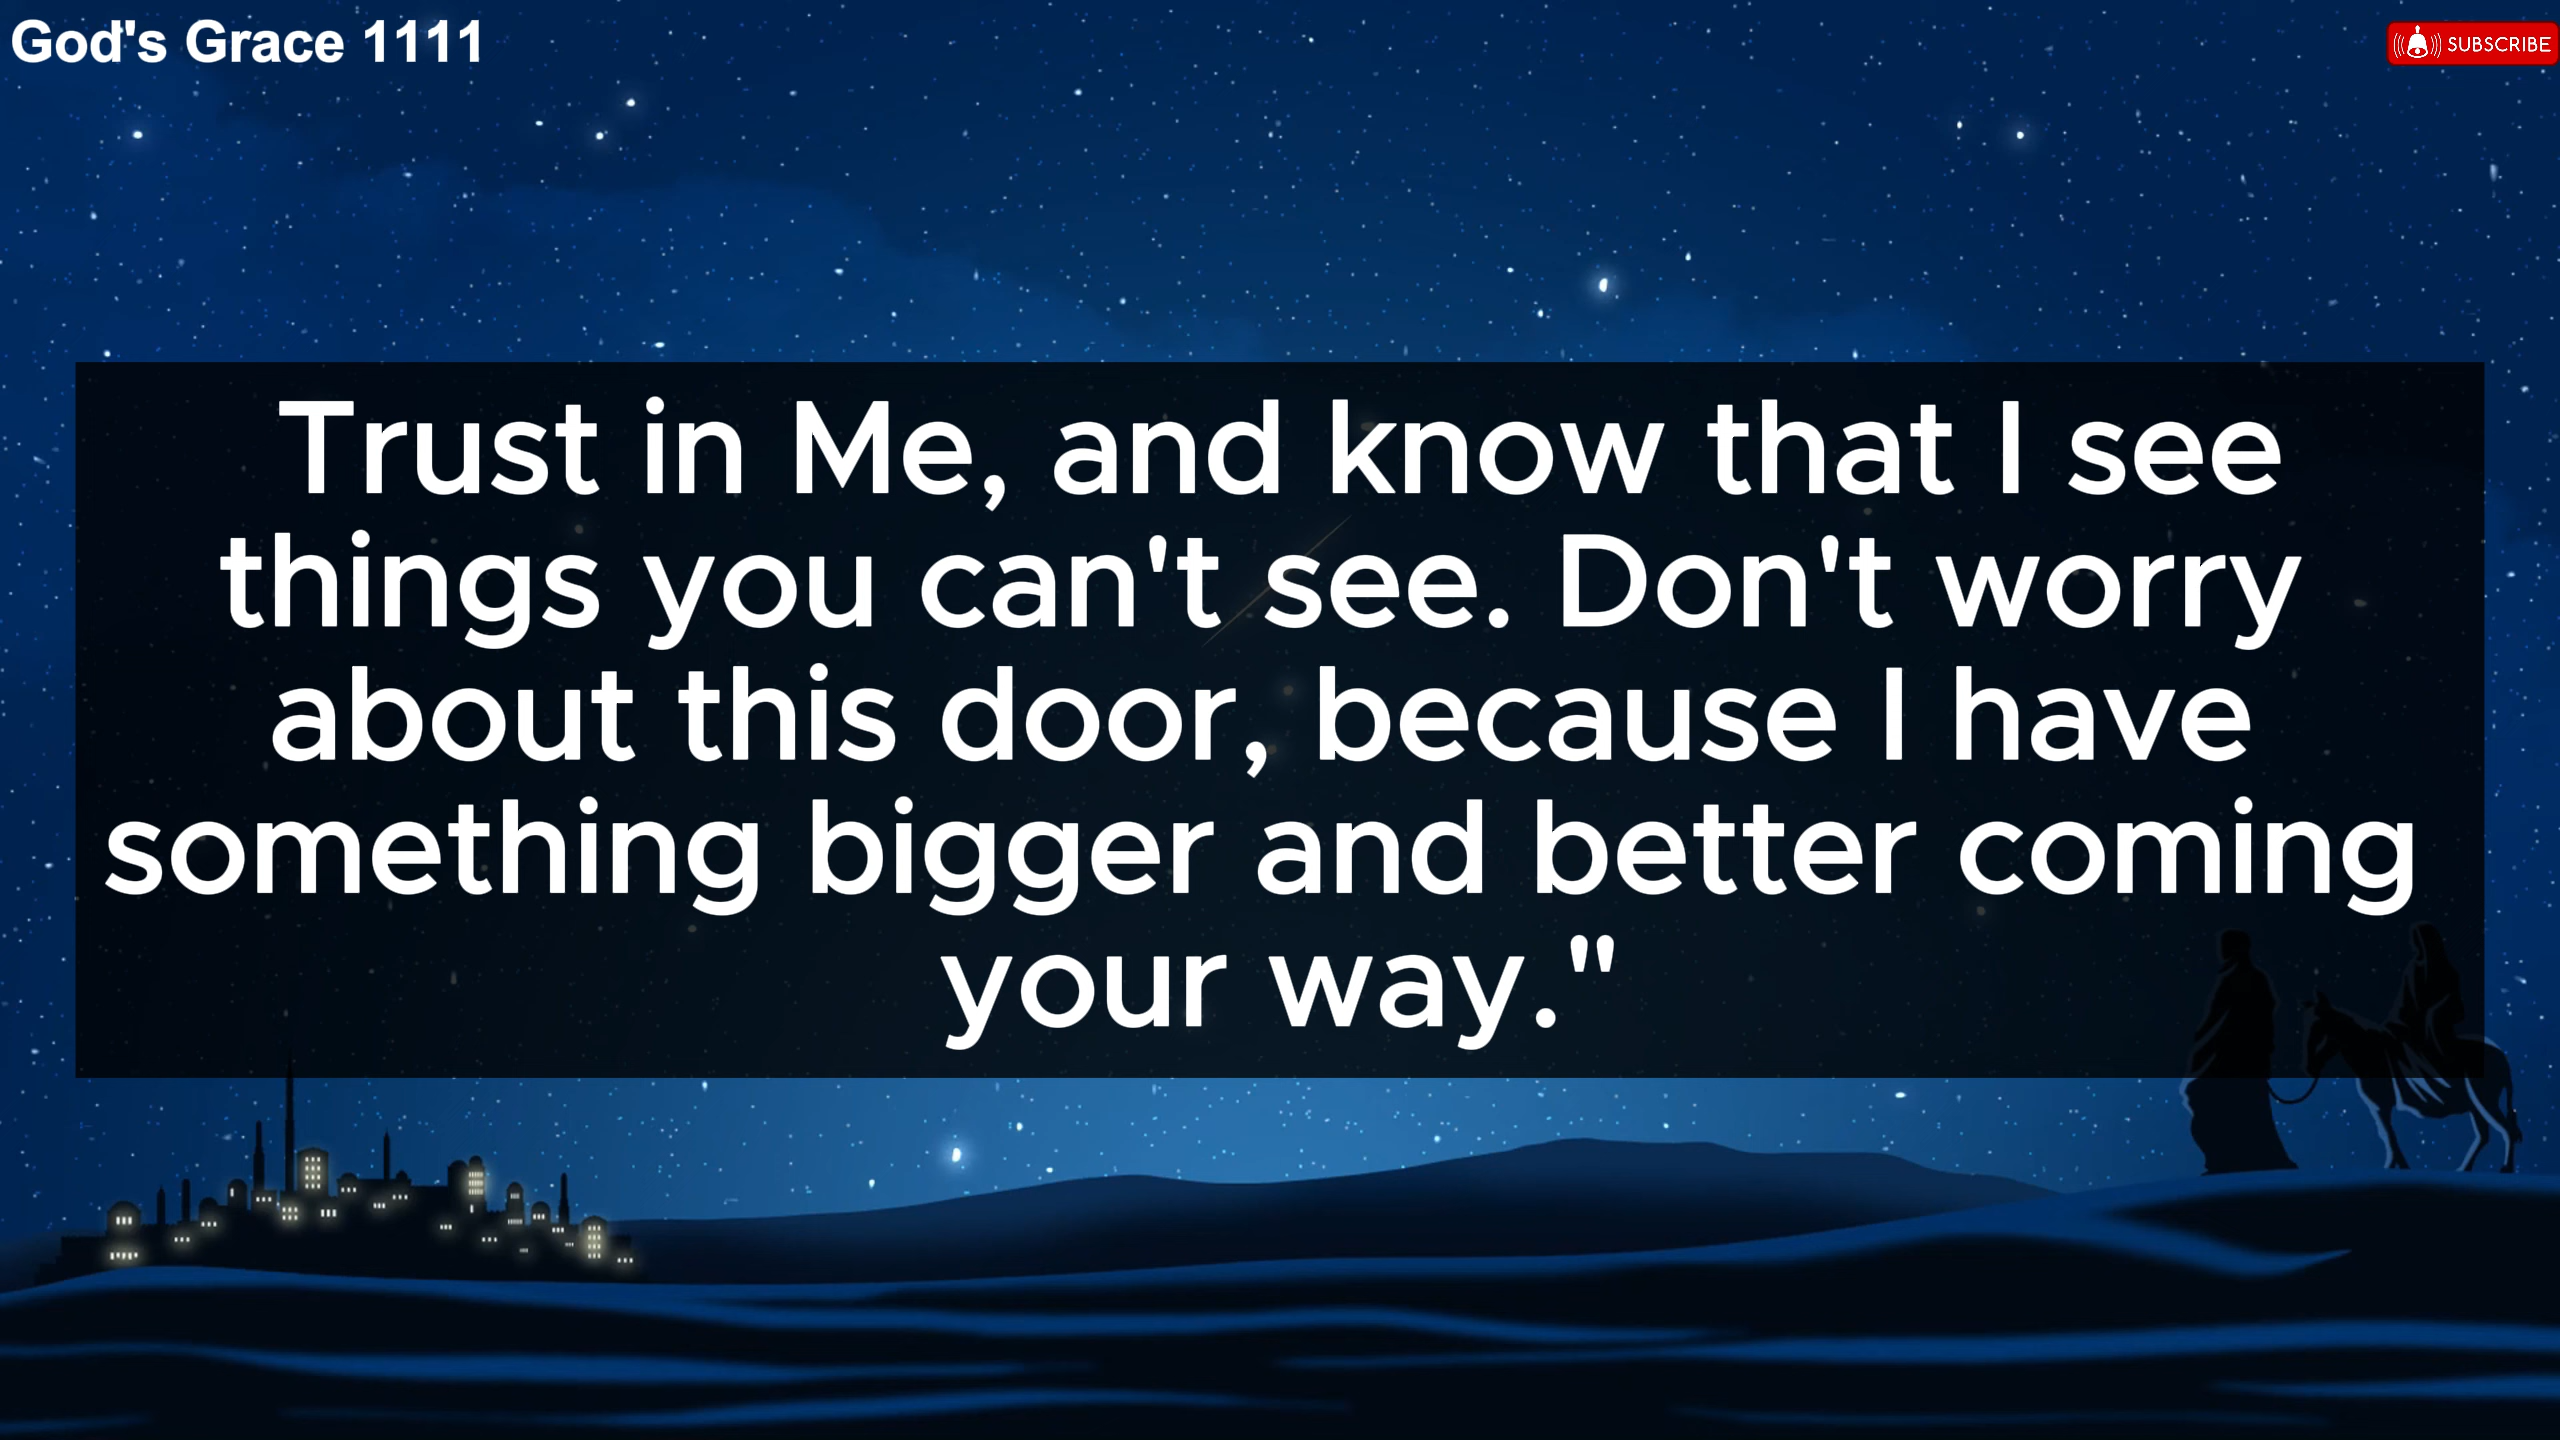 God's Grace 1111
SUBSCRIBE
Trust in Me, and know that I see
things you can't see. Don't worry
about this door, because I have
something bigger and better coming
your way."